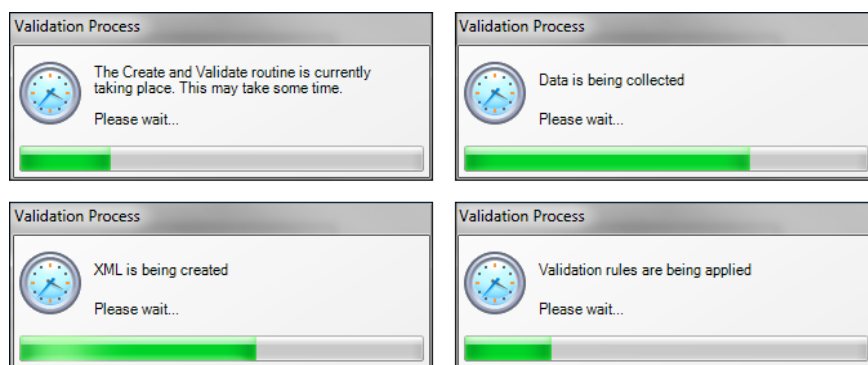 Validation Process
The Create and Validate routine is currently
taking place. This may take some time.
Please wait...
Validation Process
Data is being collected
Please wait...
Validation Process
XML is being created
Please wait...
Validation Process
Validation rules are being applied
Please wait...